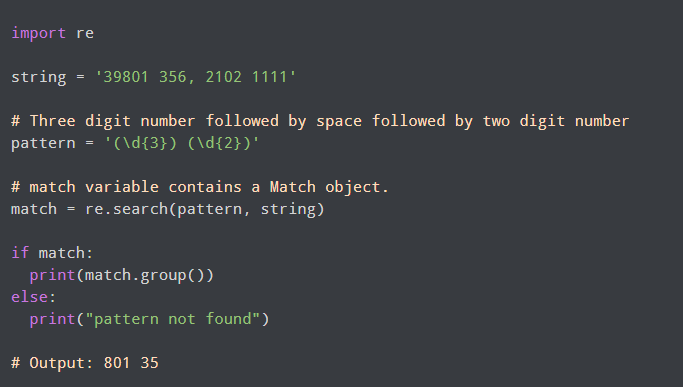 import re
string = '39801 356, 2102 1111'
# Three digit number followed by space followed by two digit number
pattern = '(\d{3}) (\d{2})'
# match variable contains a Match object.
match = re.search(pattern, string)
if match:
  print(match.group())
else:
  print("pattern not found")
# Output: 801 35